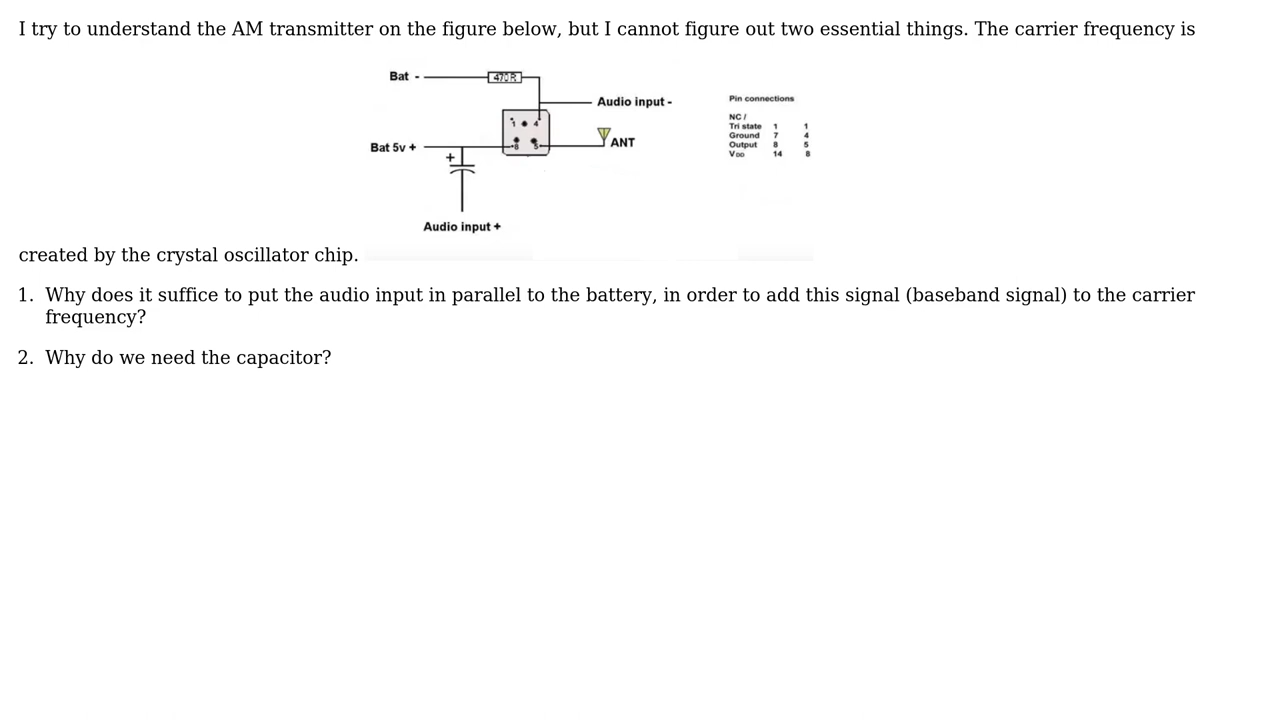 I try to understand the AM transmitter on the figure below, but I cannot figure out two essential things. The carrier frequency is
Bat -
470R
Audio input -
1 4
ANT
Bat 5v +
+
8 5
Audio input +
Pin connections
NC /
Tri state 1 1
Ground 7 4
Output 8 5
VDD 14 8
created by the crystal oscillator chip.
1. Why does it suffice to put the audio input in parallel to the battery, in order to add this signal (baseband signal) to the carrier
frequency?
2. Why do we need the capacitor?